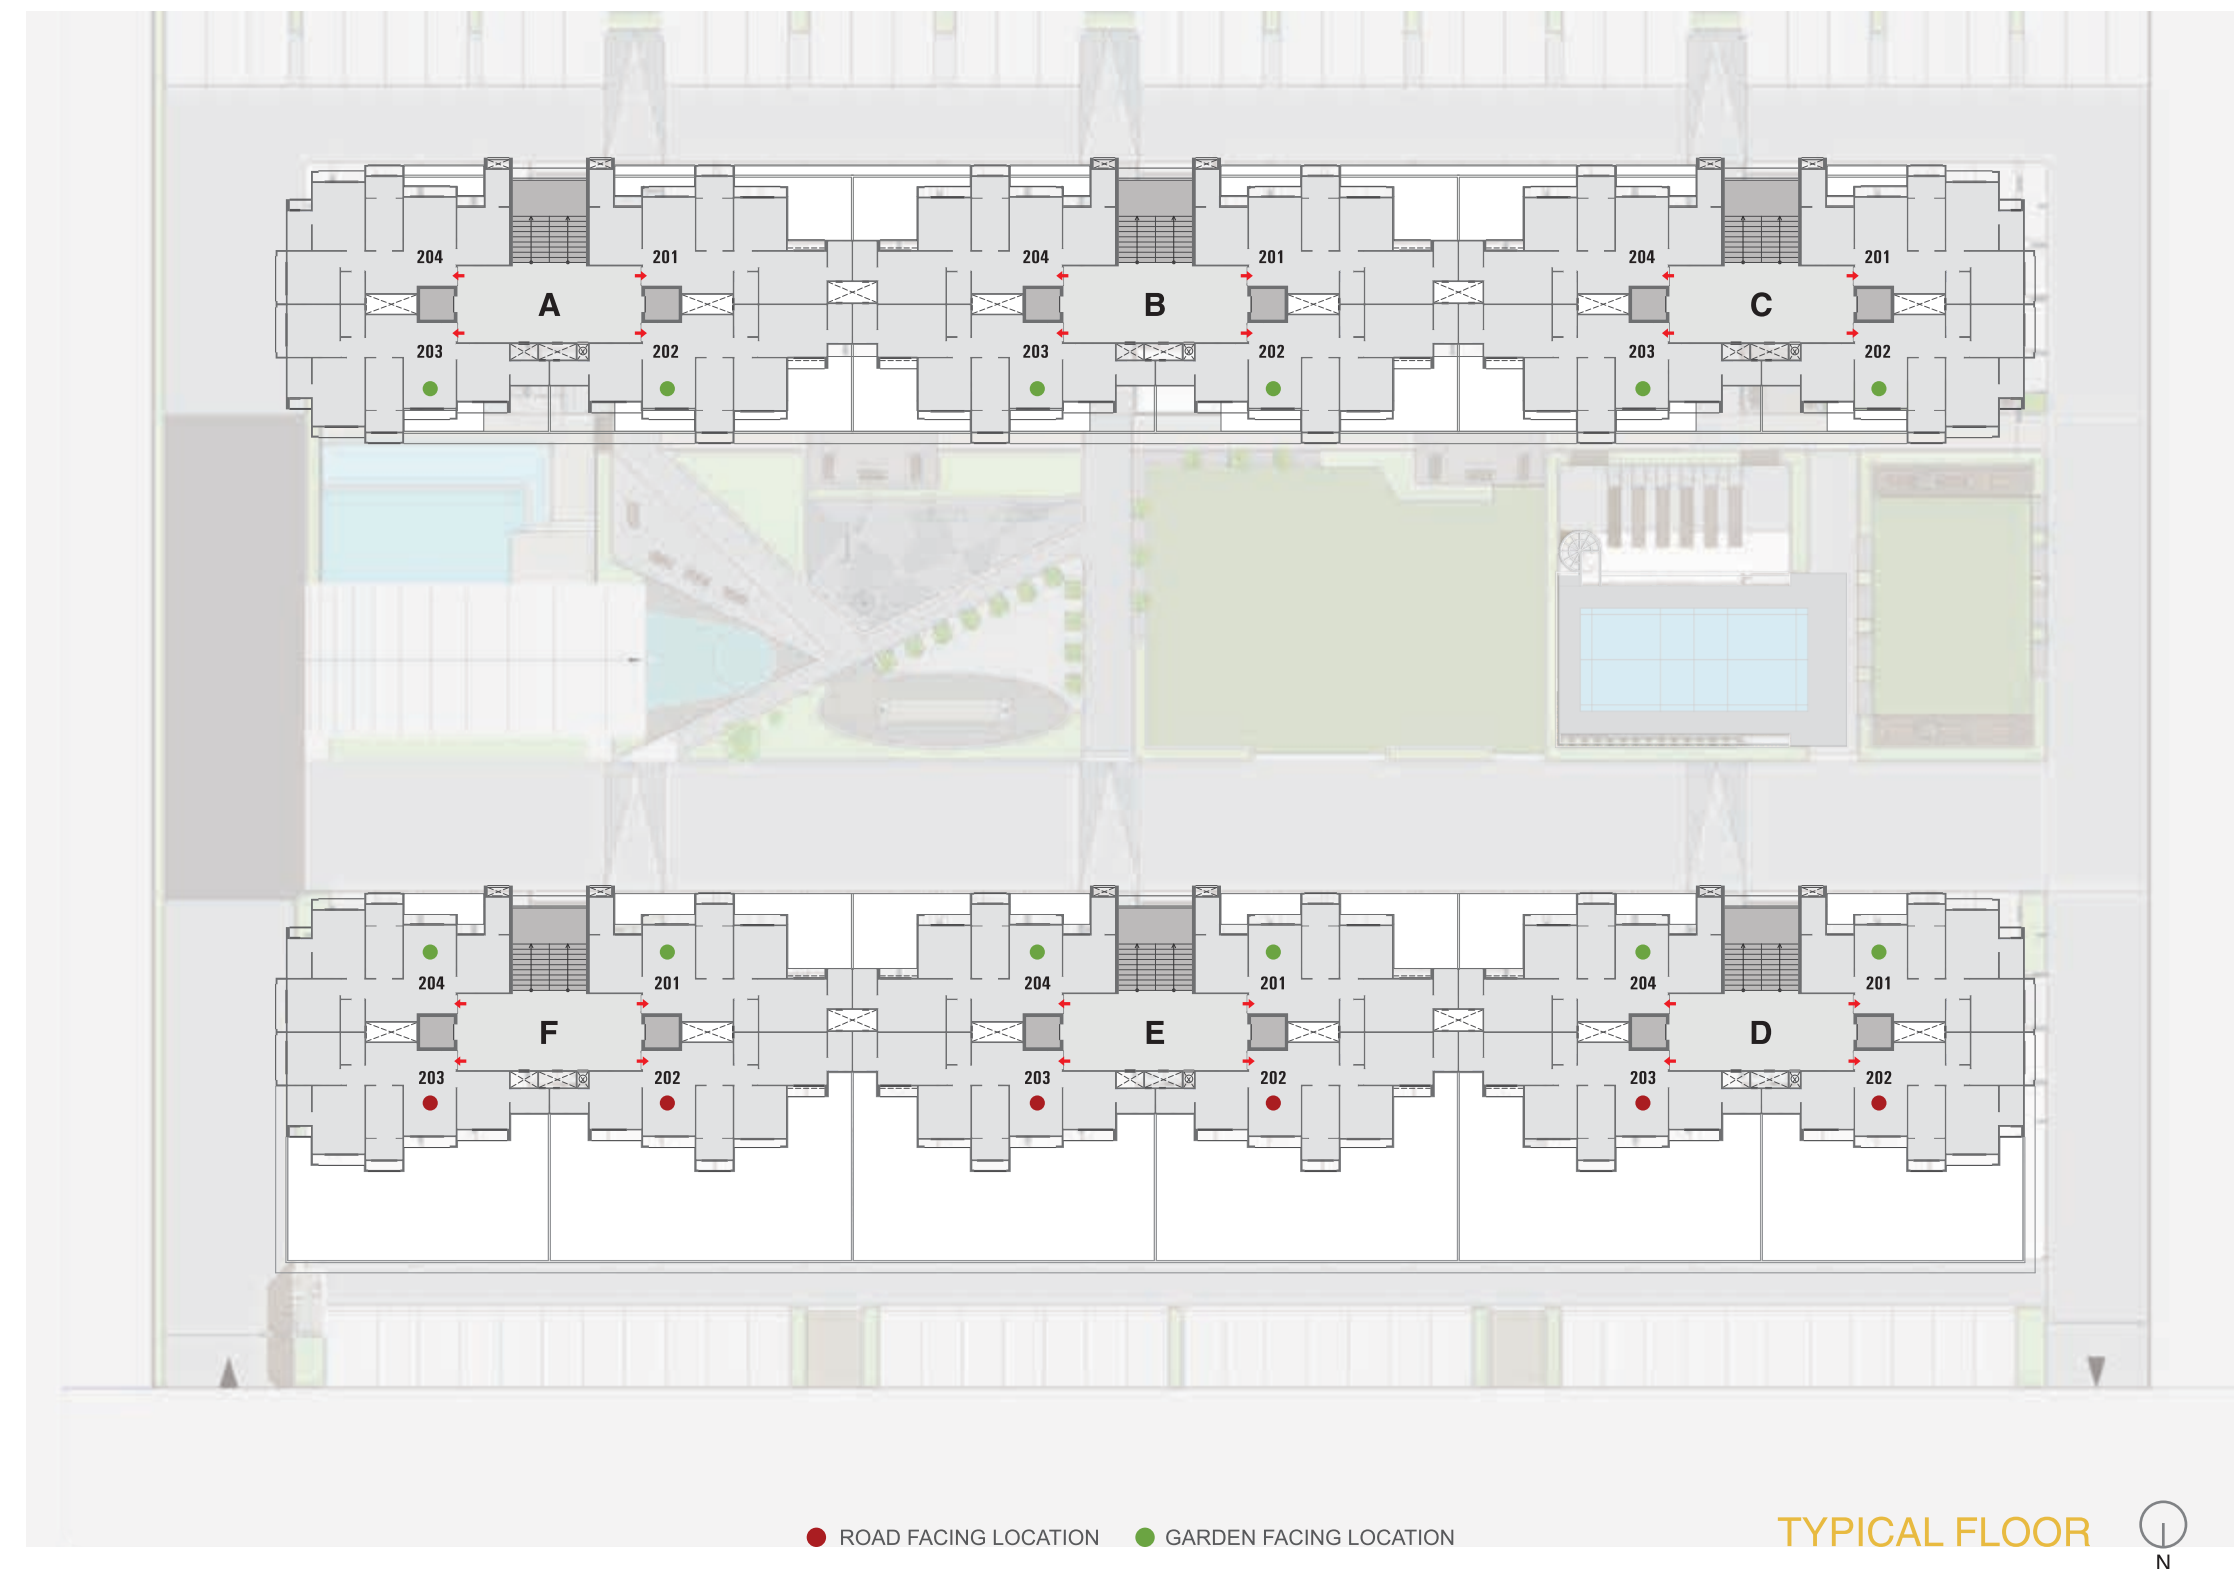 204 201 204 201 204 201
A B C
203 202 203 202 203 202
204 201 204 201 204 201
F E D
203 202 203 202 203 202
ROAD FACING LOCATION GARDEN FACING LOCATION
TYPICAL FLOOR
N